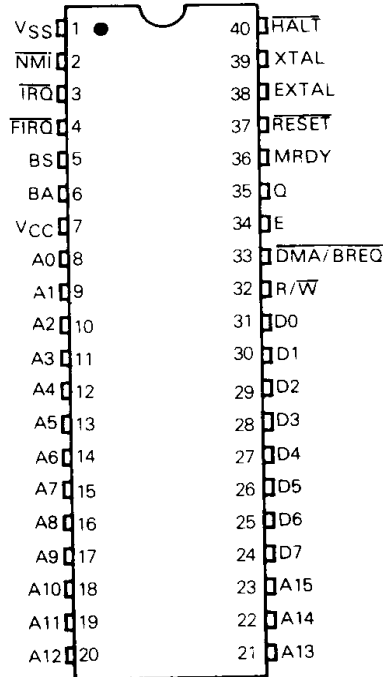 VSS 1 40 HALT
NMI 2 39 XTAL
IRQ 3 38 EXTAL
FIRQ 4 37 RESET
BS 5 36 MRDY
BA 6 35 Q
VCC 7 34 E
A0 8 33 DMA/BREQ
A1 9 32 R/W
A2 10 31 D0
A3 11 30 D1
A4 12 29 D2
A5 13 28 D3
A6 14 27 D4
A7 15 26 D5
A8 16 25 D6
A9 17 24 D7
A10 18 23 A15
A11 19 22 A14
A12 20 21 A13